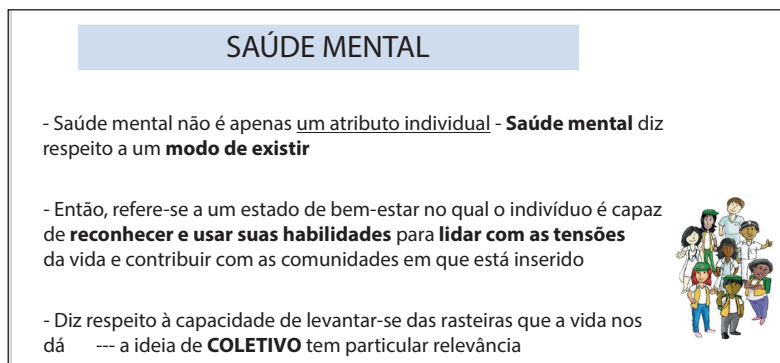 SAÚDE MENTAL
- Saúde mental não é apenas um atributo individual - Saúde mental diz
respeito a um modo de existir
- Então, refere-se a um estado de bem-estar no qual o indivíduo é capaz
de reconhecer e usar suas habilidades para lidar com as tensões
da vida e contribuir com as comunidades em que está inserido
- Diz respeito à capacidade de levantar-se das rasteiras que a vida nos
dá --- a ideia de COLETIVO tem particular relevância